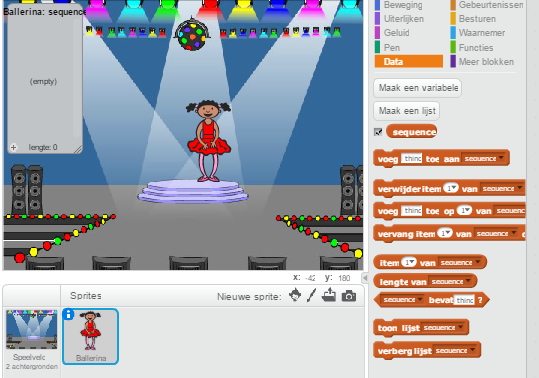 Ballerina: sequence
(empty)
lengte: 0
x: -42 y: 180
Sprites
Nieuwe sprite:
Speelveld
2 achtergronden
Ballerina
Beweging
Gebeurtenissen
Uiterlijken
Besturen
Geluid
Waarnemen
Pen
Functies
Data
Meer blokken
Maak een variabele
Maak een lijst
sequence
voeg thing toe aan sequence
verwijder item 1 van sequence
voeg thing toe op 1 van sequence
vervang item 1 van sequence
item 1 van sequence
lengte van sequence
sequence bevat thing ?
toon lijst sequence
verberg lijst sequence